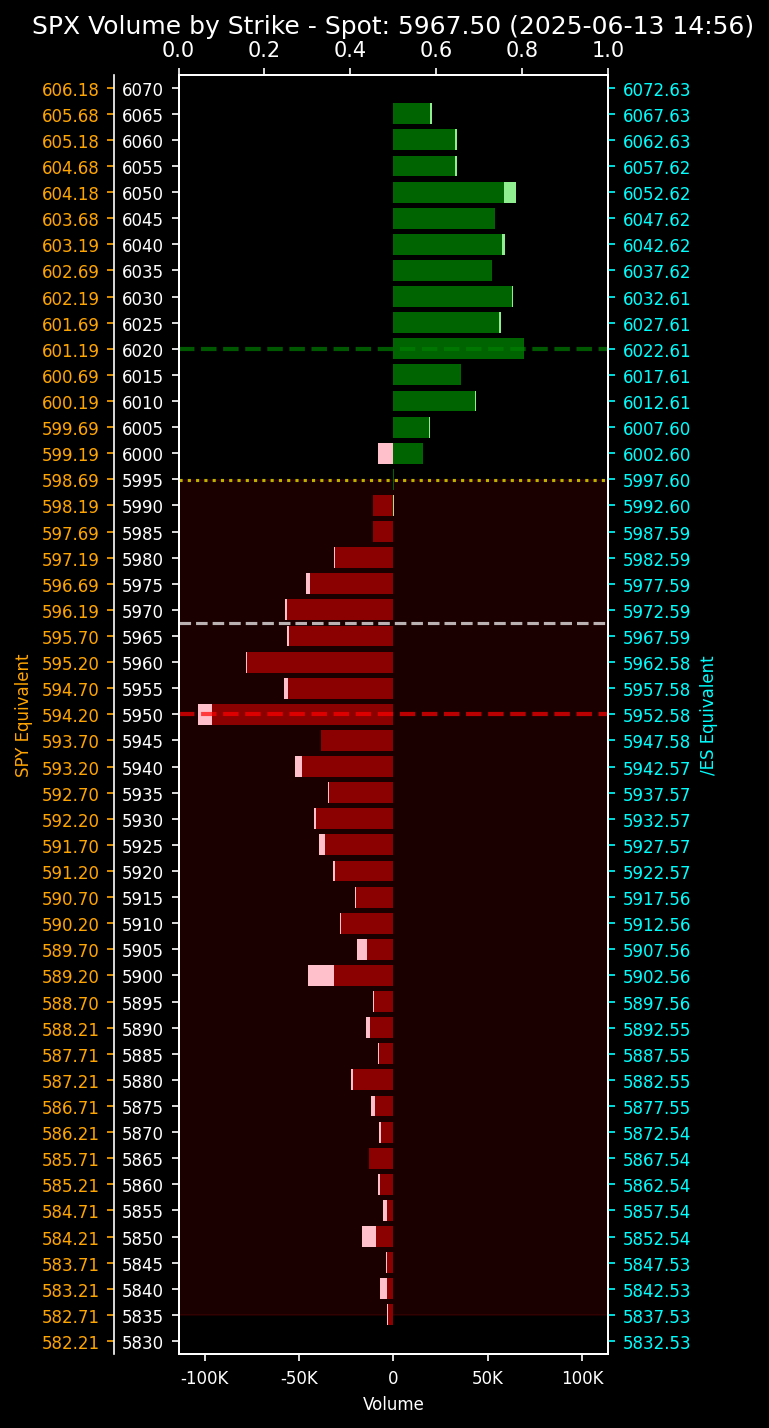 SPX Volume by Strike - Spot: 5967.50 (2025-06-13 14:56)
0.0 0.2 0.4 0.6 0.8 1.0
606.18 6070 6072.63
605.68 6065 6067.63
605.18 6060 6062.63
604.68 6055 6057.62
604.18 6050 6052.62
603.68 6045 6047.62
603.19 6040 6042.62
602.69 6035 6037.62
602.19 6030 6032.61
601.69 6025 6027.61
601.19 6020 6022.61
600.69 6015 6017.61
600.19 6010 6012.61
599.69 6005 6007.60
599.19 6000 6002.60
598.69 5995 5997.60
598.19 5990 5992.60
597.69 5985 5987.59
597.19 5980 5982.59
596.69 5975 5977.59
596.19 5970 5972.59
595.70 5965 5967.59
595.20 5960 5962.58
594.70 5955 5957.58
594.20 5950 5952.58
593.70 5945 5947.58
593.20 5940 5942.57
592.70 5935 5937.57
592.20 5930 5932.57
591.70 5925 5927.57
591.20 5920 5922.57
590.70 5915 5917.56
590.20 5910 5912.56
589.70 5905 5907.56
589.20 5900 5902.56
588.70 5895 5897.56
588.21 5890 5892.55
587.71 5885 5887.55
587.21 5880 5882.55
586.71 5875 5877.55
586.21 5870 5872.54
585.71 5865 5867.54
585.21 5860 5862.54
584.71 5855 5857.54
584.21 5850 5852.54
583.71 5845 5847.53
583.21 5840 5842.53
582.71 5835 5837.53
582.21 5830 5832.53
SPY Equivalent
/ES Equivalent
-100K -50K 0 50K 100K
Volume